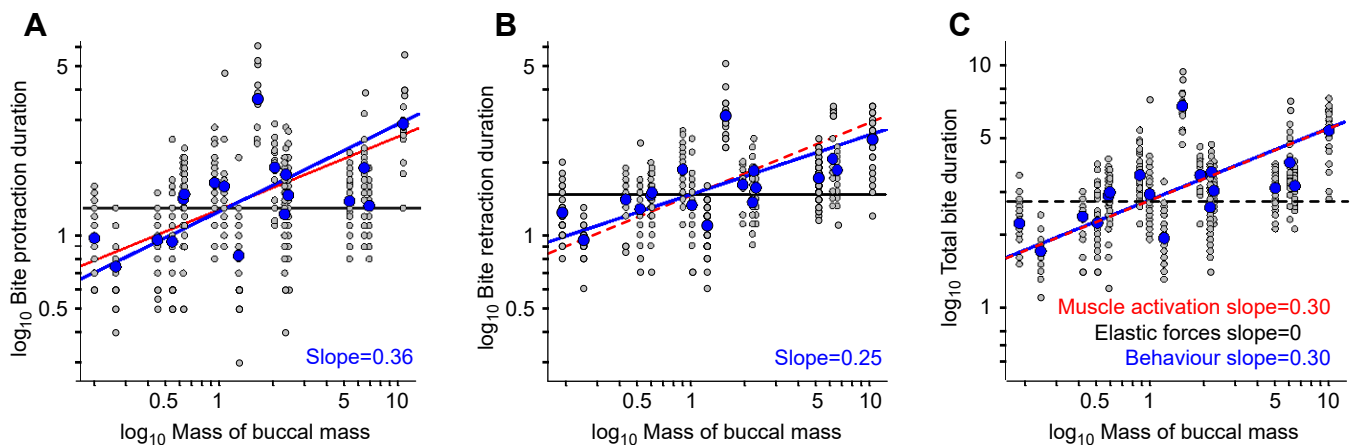 A
log10 Bite protraction duration
5
1
0.5
0.5
1
5
10
Slope=0.36
log10 Mass of buccal mass
B
log10 Bite retraction duration
5
1
0.5
0.5
1
5
10
Slope=0.25
log10 Mass of buccal mass
C
log10 Total bite duration
10
5
1
0.5
1
5
10
Muscle activation slope=0.30
Elastic forces slope=0
Behaviour slope=0.30
log10 Mass of buccal mass